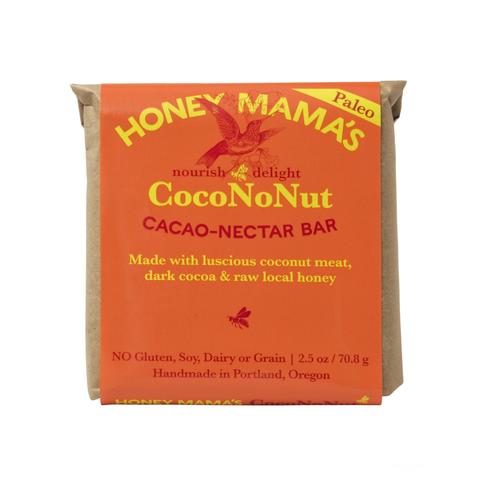 Paleo
HONEY MAMA'S
nourish & delight
CocoNoNut
CACAO-NECTAR BAR
Made with luscious coconut meat,
dark cocoa & raw local honey
NO Gluten, Soy, Dairy or Grain | 2.5 oz / 70.8 g
Handmade in Portland, Oregon
HONEY MAMA'S CocoNoNut